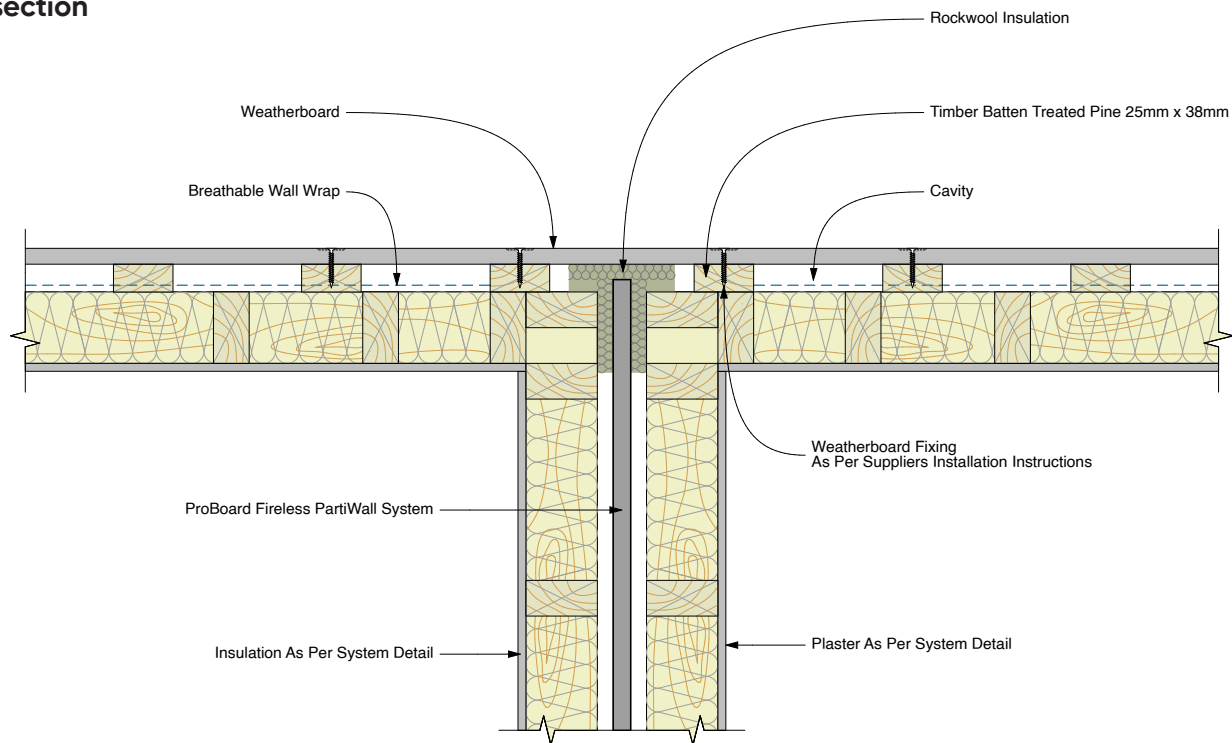 section
Rockwool Insulation
Weatherboard
Timber Batten Treated Pine 25mm x 38mm
Breathable Wall Wrap
Cavity
Weatherboard Fixing
As Per Suppliers Installation Instructions
ProBoard Fireless PartiWall System
Insulation As Per System Detail
Plaster As Per System Detail